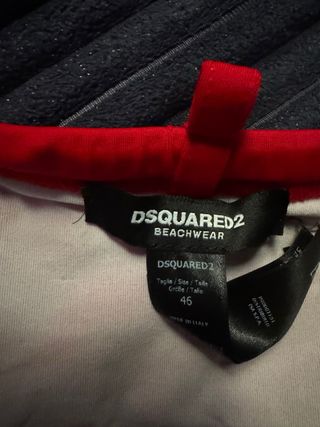 DSQUARED2
BEACHWEAR
DSQUARED2
Taglia / Size / Taille
Größe / Talla
46
MADE IN ITALY